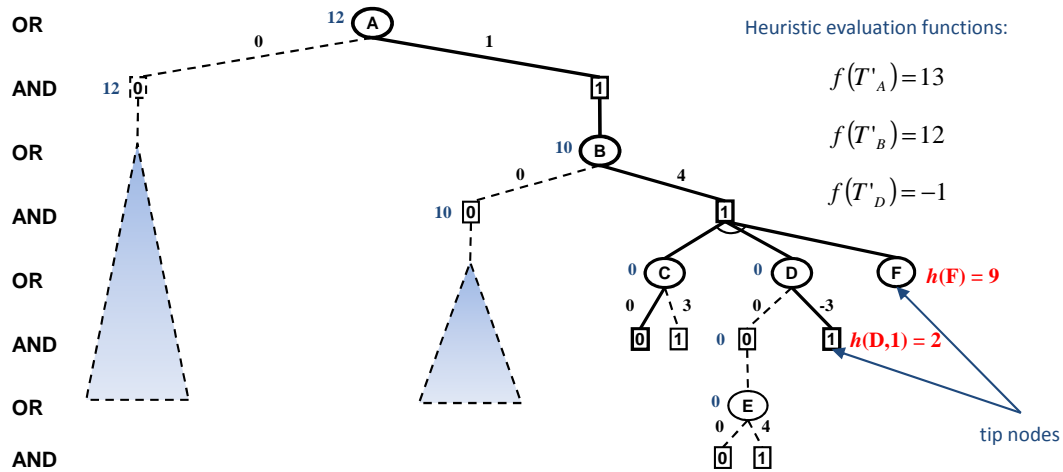 OR 12 A Heuristic evaluation functions:
0 1
f(T'A)=13
AND 12 0 1
OR 10 B f(T'B)=12
0 4
f(T'D)=−1
AND 10 0 1
OR 0 C 0 D F h(F) = 9
0 3 0 -3
AND 0 1 0 0 1 h(D,1) = 2
OR 0 E
0 4
tip nodes
AND 0 1